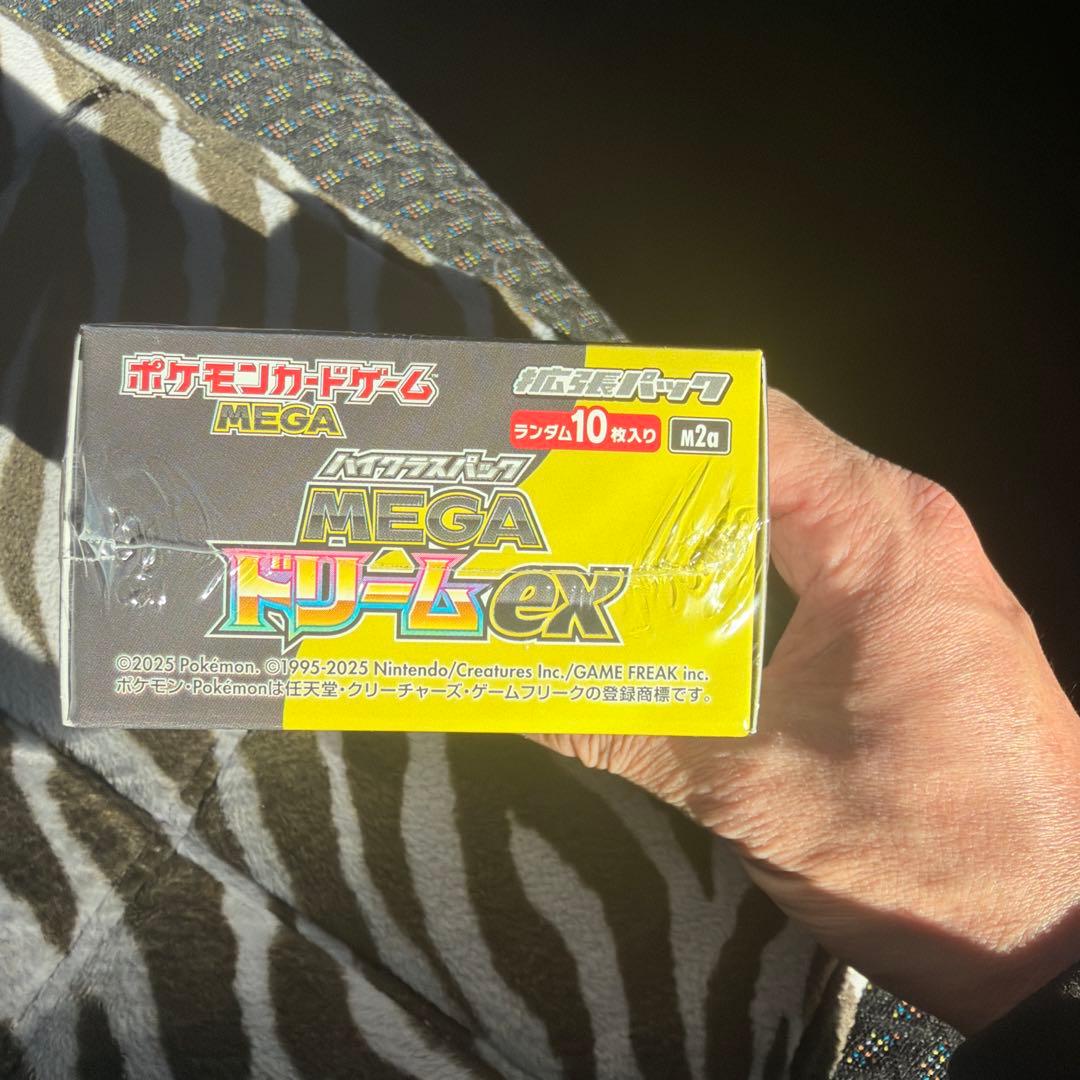 ポケモンカードゲーム
MEGA
拡張パック
ランダム10枚入り
M2a
ハイクラスパック
MEGA
ドリームex
©2025 Pokémon. ©1995-2025 Nintendo/Creatures Inc./GAME FREAK inc.
ポケモン・Pokémonは任天堂・クリーチャーズ・ゲームフリークの登録商標です。